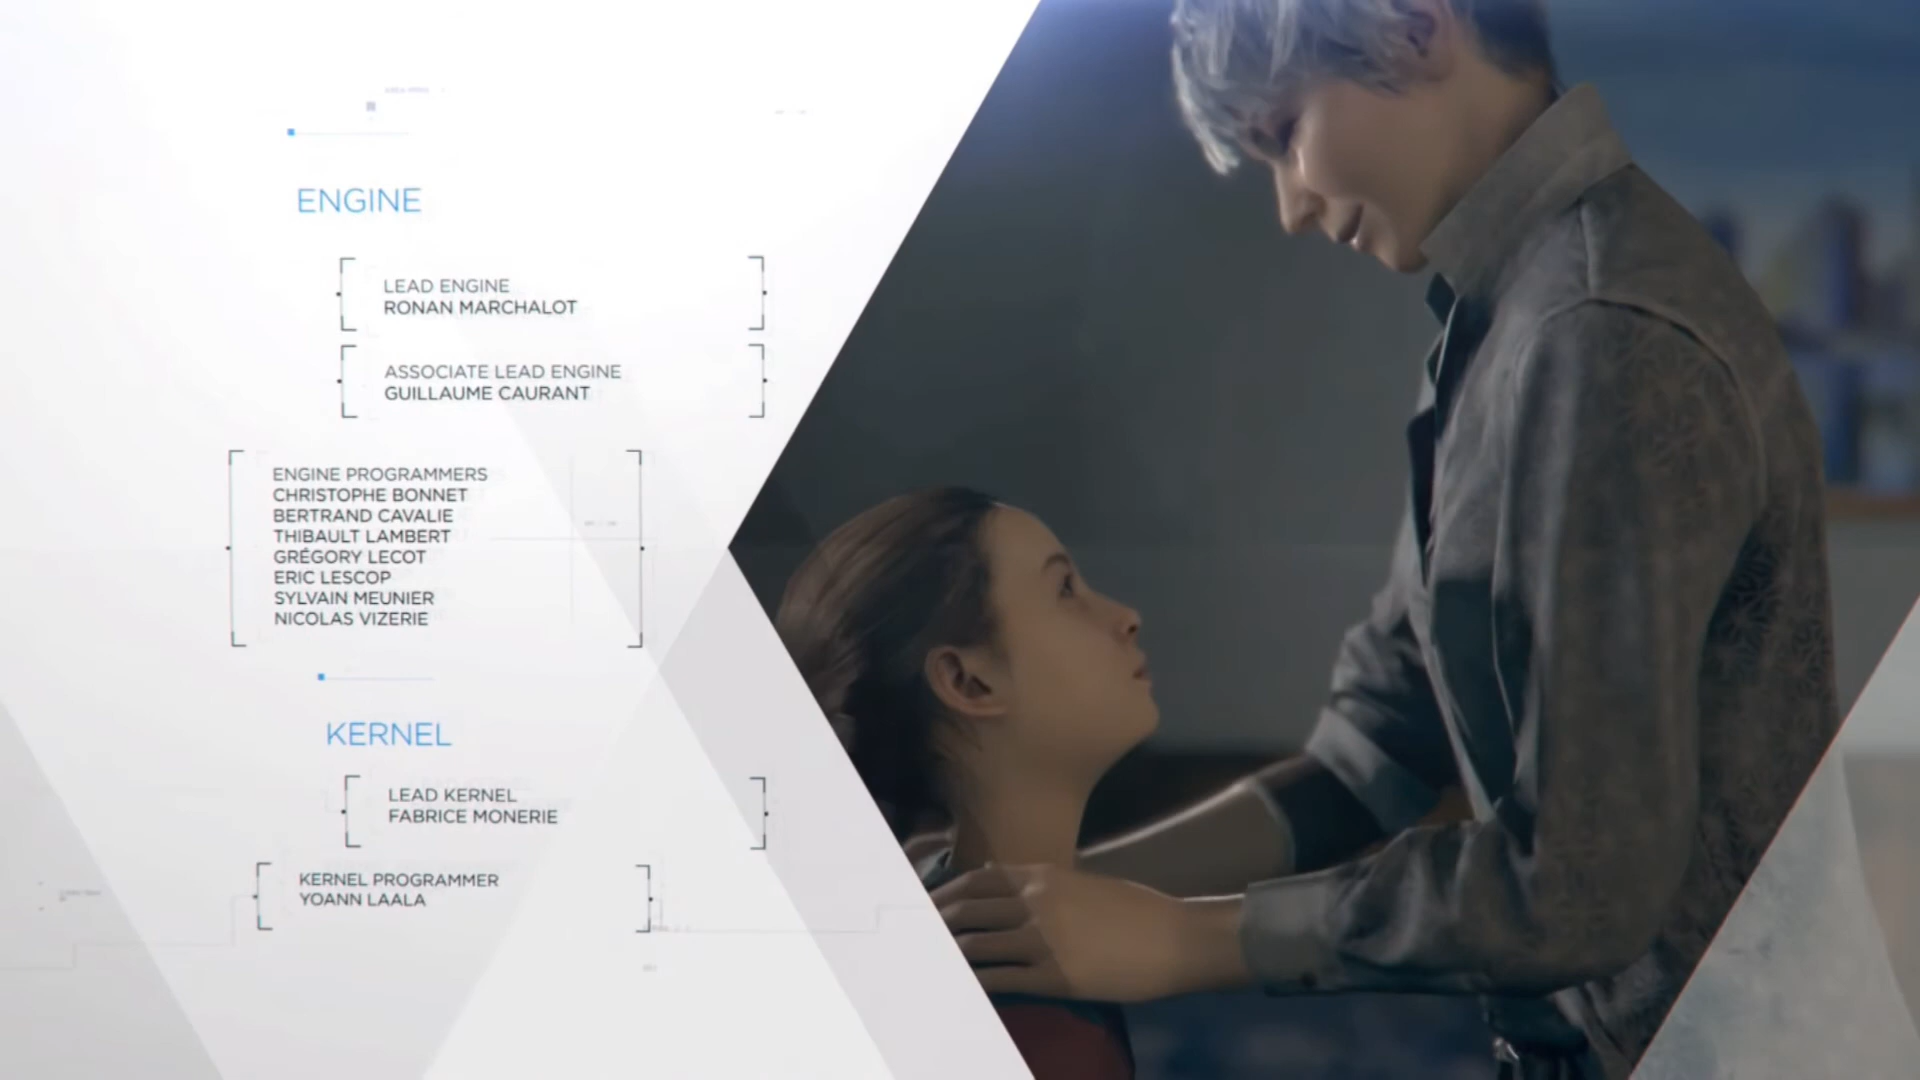 ENGINE
LEAD ENGINE
RONAN MARCHALOT
ASSOCIATE LEAD ENGINE
GUILLAUME CAURANT
ENGINE PROGRAMMERS
CHRISTOPHE BONNET
BERTRAND CAVALIE
THIBAULT LAMBERT
GRÉGORY LECOT
ERIC LESCOP
SYLVAIN MEUNIER
NICOLAS VIZERIE
KERNEL
LEAD KERNEL
FABRICE MONERIE
KERNEL PROGRAMMER
YOANN LAALA